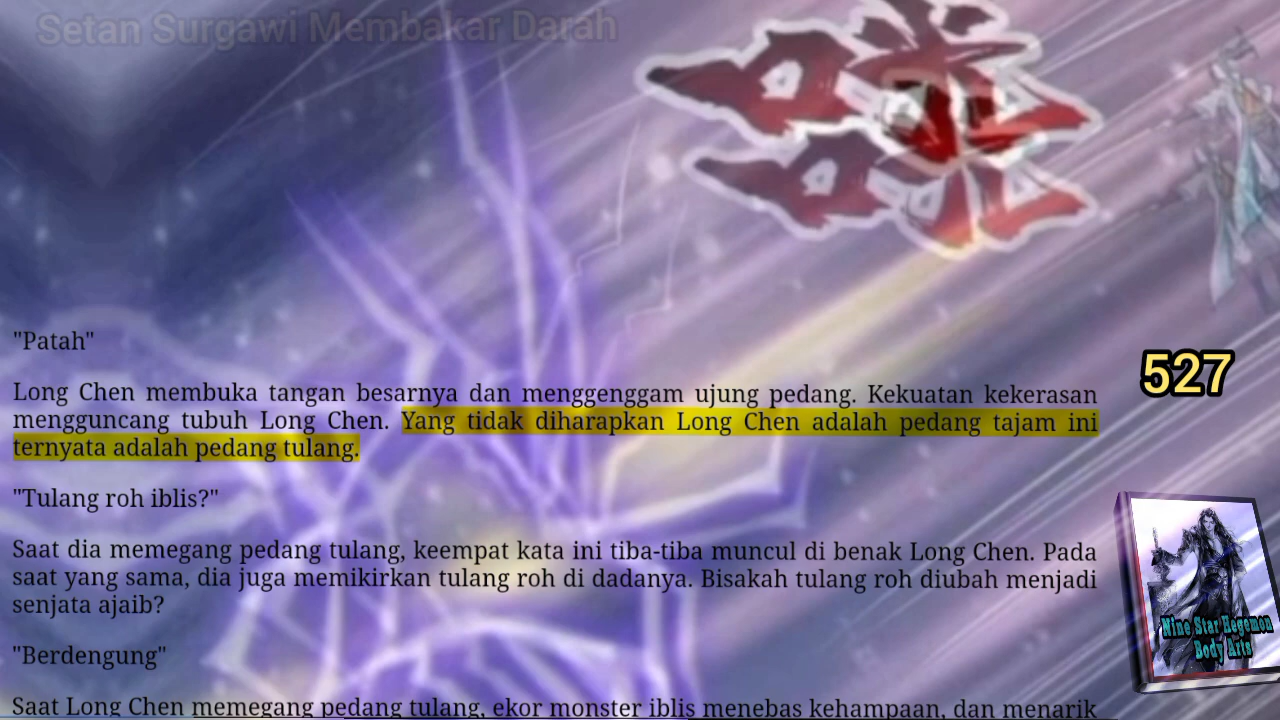 Setan Surgawi Membakar Darah
"Patah"
Long Chen membuka tangan besarnya dan menggenggam ujung pedang. Kekuatan kekerasan
mengguncang tubuh Long Chen. Yang tidak diharapkan Long Chen adalah pedang tajam ini
ternyata adalah pedang tulang.
527
"Tulang roh iblis?"
Saat dia memegang pedang tulang, keempat kata ini tiba-tiba muncul di benak Long Chen. Pada
saat yang sama, dia juga memikirkan tulang roh di dadanya. Bisakah tulang roh diubah menjadi
senjata ajaib?
Nine Star Hegemon
Body Arts
"Berdengung"
Saat Long Chen memegang pedang tulang, ekor monster iblis menebas kehampaan, dan menarik